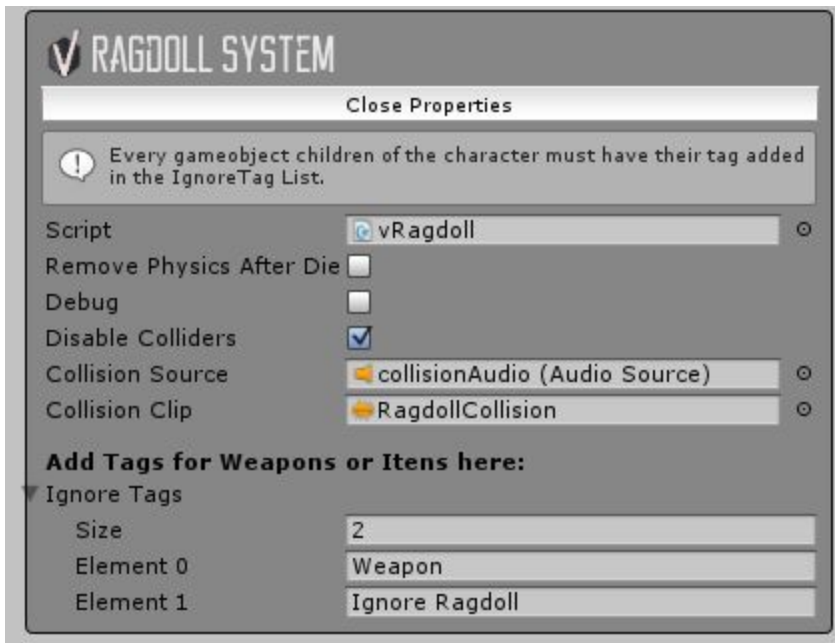 RAGDOLL SYSTEM
Close Properties
Every gameobject children of the character must have their tag added
in the IgnoreTag List.
Script vRagdoll
Remove Physics After Die
Debug
Disable Colliders
Collision Source collisionAudio (Audio Source)
Collision Clip RagdollCollision
Add Tags for Weapons or Itens here:
Ignore Tags
Size 2
Element 0 Weapon
Element 1 Ignore Ragdoll